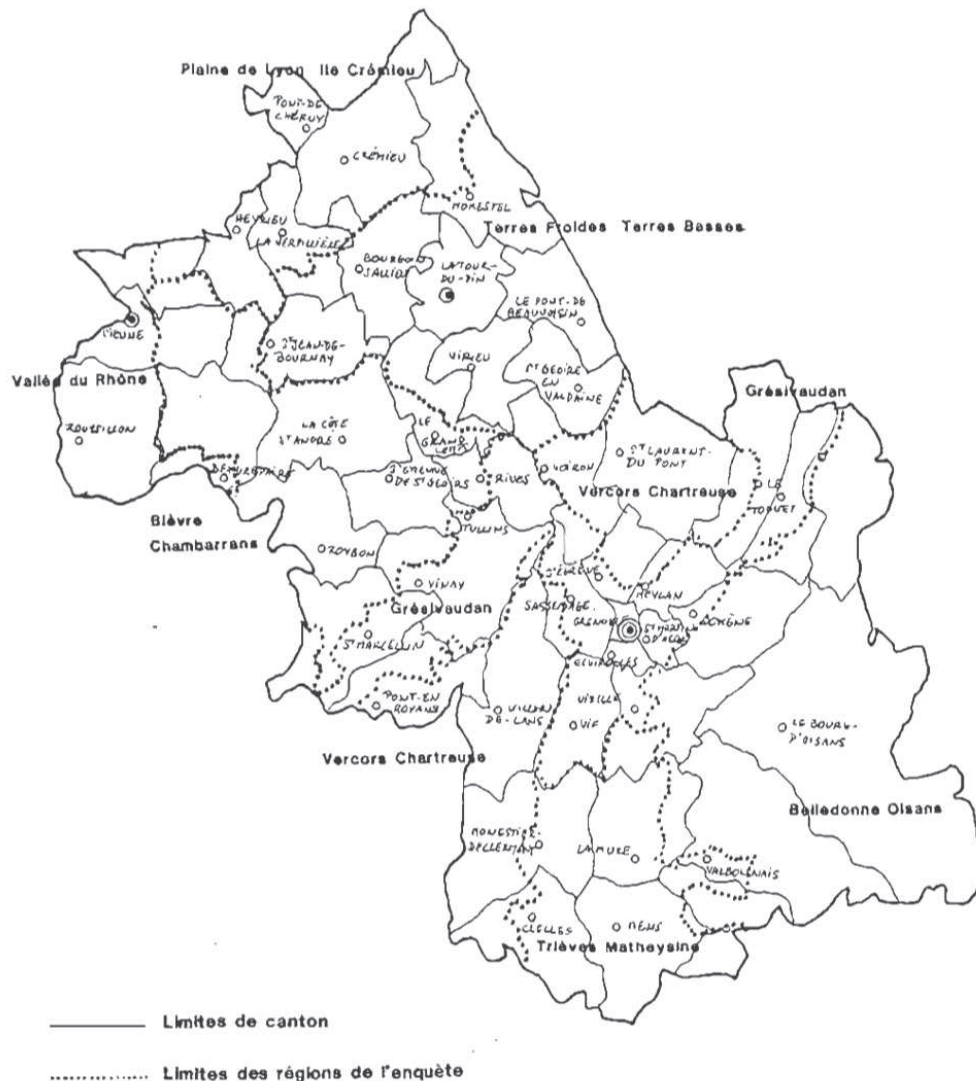 Plaine de Lyon Ile Crémieu
PONT-DE
CHÉRUY
CRÉMIEU
MORESTEL
HEYRIEU
LA VERPILLIÈRE
Terres Froides Terres Basses
BOURGOIN
JALLIEU
LA TOUR-
DU-PIN
LE PONT-DE
BEAUVOISIN
VIENNE
ST JEAN-DE-
BOURNAY
VIRIEU
ST GEOIRE
EN
VALDAINE
Vallée du Rhône
Grésivaudan
ROUSSILLON
LA CÔTE
ST ANDRÉ
LE
GRAND
LEMPS
VOIRON
ST LAURENT-
DU PONT
BEAUREPAIRE
ST ETIENNE
DE ST GEOIRS
RIVES
Vercors Chartreuse
LE
TOUVET
Bièvre
Chambarrans
TULLINS
ROYBON
VINAY
ST EGRÈVE
MEYLAN
Grésivaudan
SASSENAGE
GRENOBLE
ST MARTIN
D'HÈRES
DOMÈNE
ST MARCELLIN
ECHIROLLES
PONT-EN
ROYANS
VILLARD
DE-LANS
VIZILLE
VIF
LE BOURG-
D'OISANS
Vercors Chartreuse
Belledonne Oisans
MONESTIER-
DE CLERMONT
LA MURE
VALBONNAIS
CLELLES
MENS
Trièves Matheysine
Limites de canton
Limites des régions de l'enquète